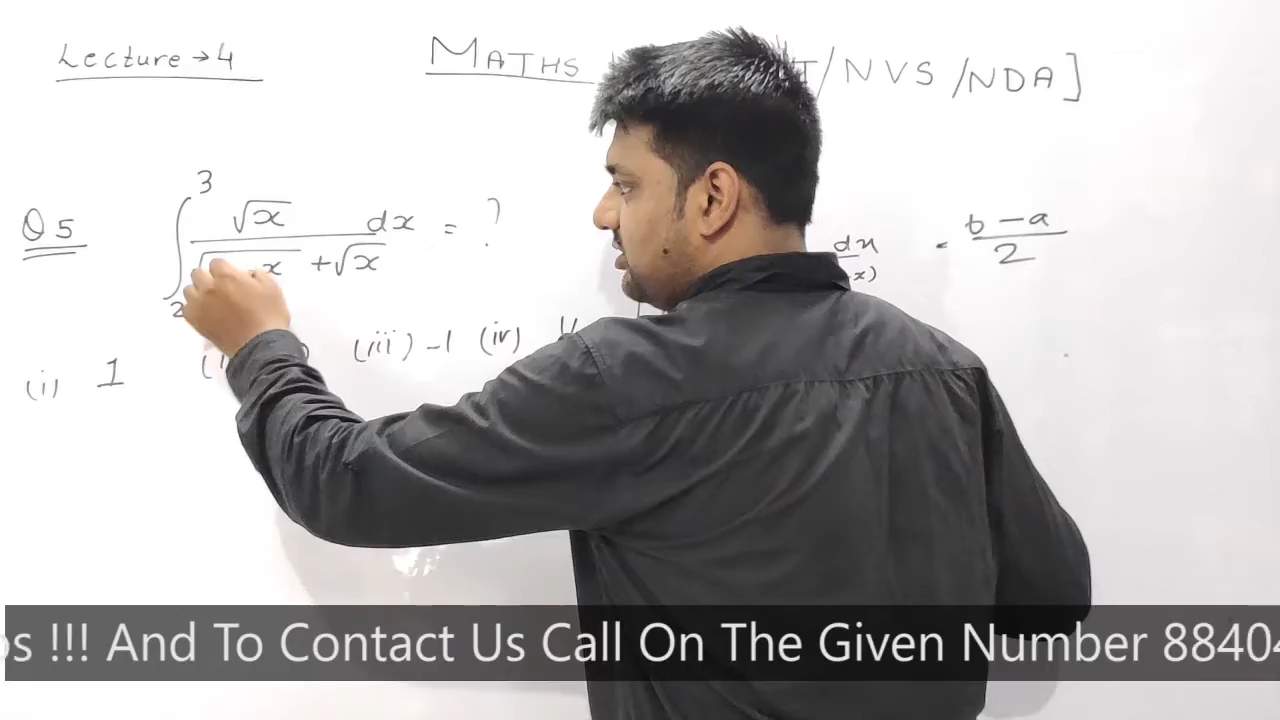 Lecture → 4
MATHS T/NVS/NDA]
Q5 ∫ 3 √x dx = ?
x + √x
2
dx = b - a
x) 2
(i) 1 (iii) -1 (iv)
os !!! And To Contact Us Call On The Given Number 8840